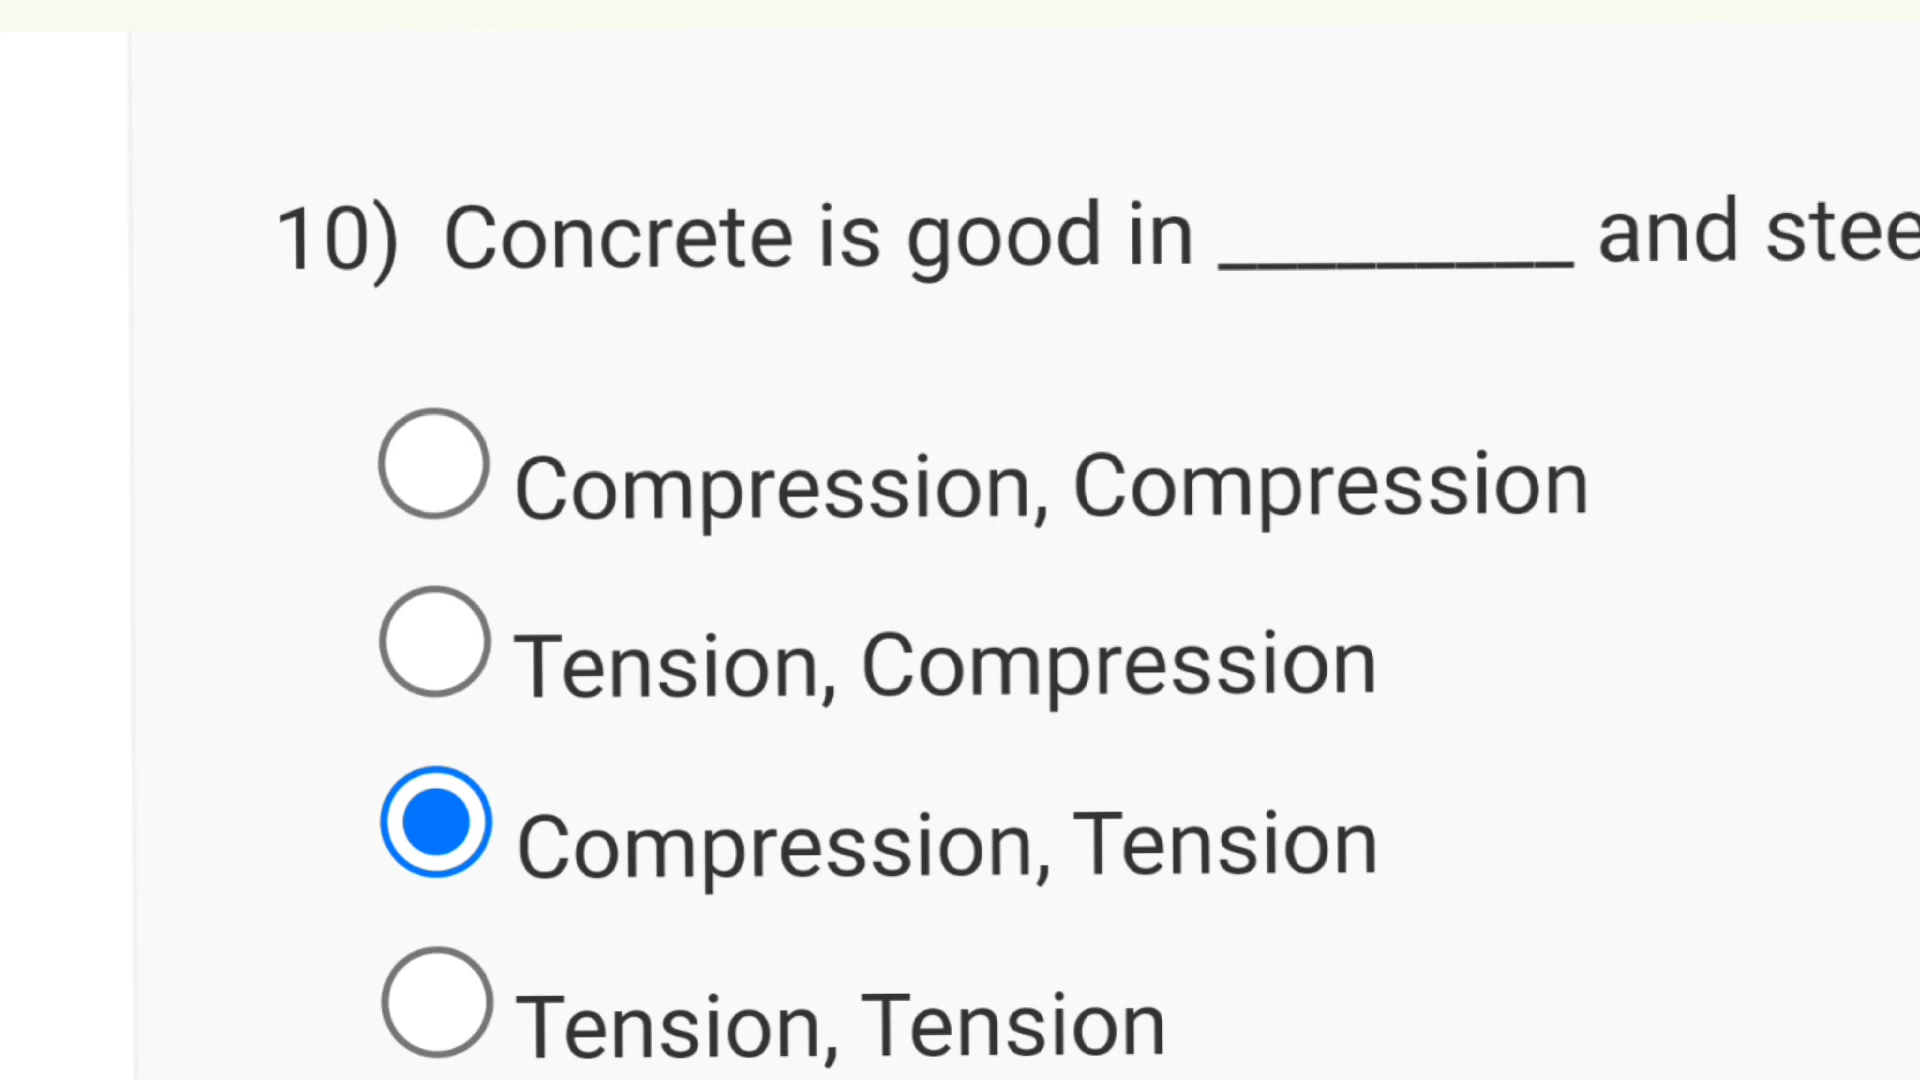 10) Concrete is good in _________ and stee
Compression, Compression
Tension, Compression
Compression, Tension
Tension, Tension